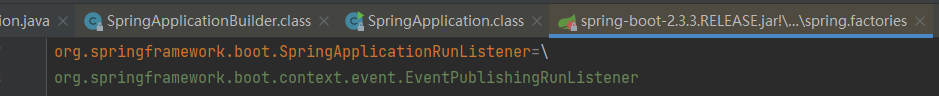 ion.java SpringApplicationBuilder.class SpringApplication.class spring-boot-2.3.3.RELEASE.jar!\...\spring.factories
org.springframework.boot.SpringApplicationRunListener=\
org.springframework.boot.context.event.EventPublishingRunListener